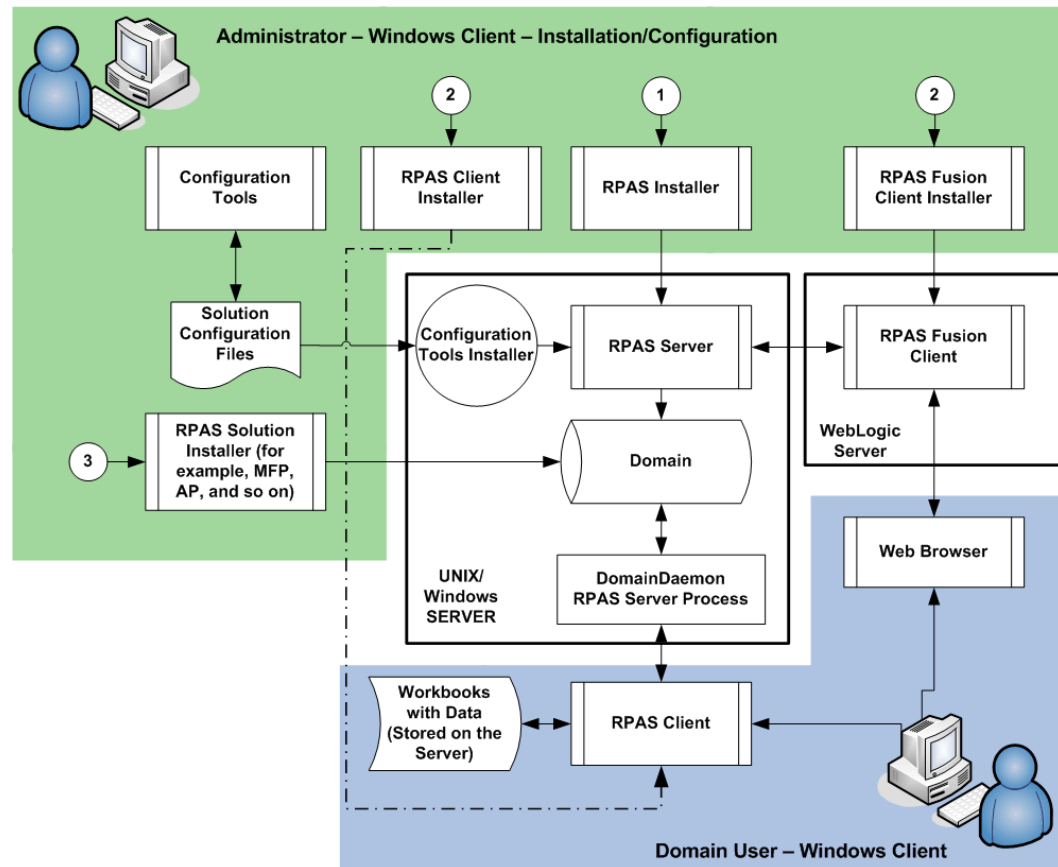 Administrator – Windows Client – Installation/Configuration
2
1
2
Configuration
Tools
RPAS Client
Installer
RPAS Installer
RPAS Fusion
Client Installer
Solution
Configuration
Files
Configuration
Tools Installer
RPAS Server
RPAS Fusion
Client
WebLogic
Server
3
RPAS Solution
Installer (for
example, MFP,
AP, and so on)
Domain
UNIX/
Windows
SERVER
DomainDaemon
RPAS Server Process
Web Browser
Workbooks
with Data
(Stored on the
Server)
RPAS Client
Domain User – Windows Client